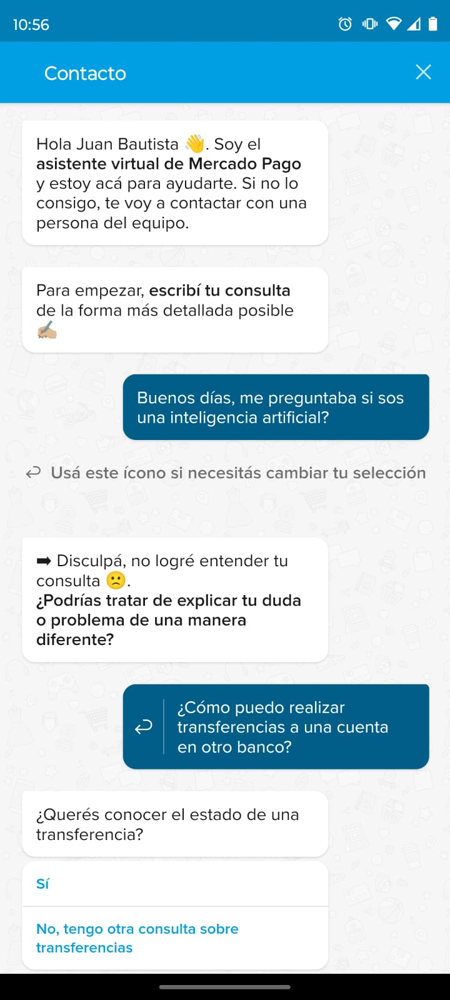 10:56
Contacto
Hola Juan Bautista 👋. Soy el
asistente virtual de Mercado Pago
y estoy acá para ayudarte. Si no lo
consigo, te voy a contactar con una
persona del equipo.
Para empezar, escribí tu consulta
de la forma más detallada posible
✍🏼
Buenos días, me preguntaba si sos
una inteligencia artificial?
Usá este ícono si necesitás cambiar tu selección
➡ Disculpá, no logré entender tu
consulta 🙁.
¿Podrías tratar de explicar tu duda
o problema de una manera
diferente?
¿Cómo puedo realizar
transferencias a una cuenta
en otro banco?
¿Querés conocer el estado de una
transferencia?
Sí
No, tengo otra consulta sobre
transferencias